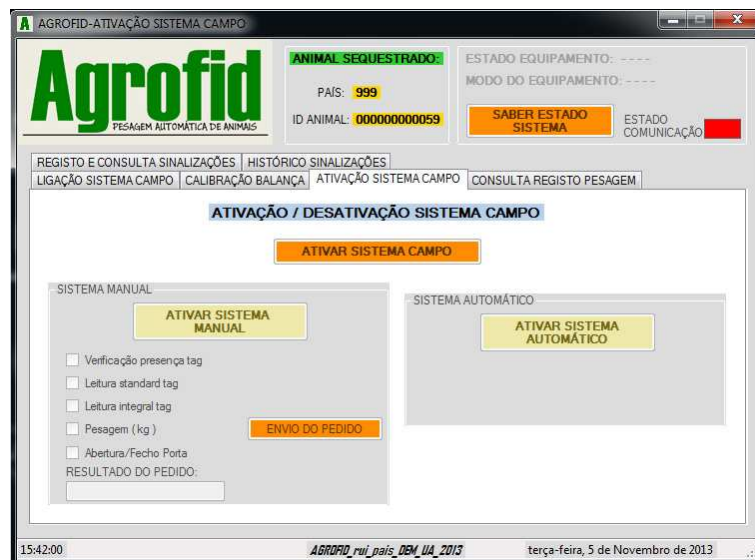 AGROFID-ATIVAÇÃO SISTEMA CAMPO
Agrofid
PESAGEM AUTOMÁTICA DE ANIMAIS
ANIMAL SEQUESTRADO:
PAÍS: 999
ID ANIMAL: 000000000059
ESTADO EQUIPAMENTO: ----
MODO DO EQUIPAMENTO: ----
SABER ESTADO
SISTEMA
ESTADO
COMUNICAÇÃO
REGISTO E CONSULTA SINALIZAÇÕES HISTÓRICO SINALIZAÇÕES
LIGAÇÃO SISTEMA CAMPO CALIBRAÇÃO BALANÇA ATIVAÇÃO SISTEMA CAMPO CONSULTA REGISTO PESAGEM
ATIVAÇÃO / DESATIVAÇÃO SISTEMA CAMPO
ATIVAR SISTEMA CAMPO
SISTEMA MANUAL
ATIVAR SISTEMA
MANUAL
Verificação presença tag
Leitura standard tag
Leitura integral tag
Pesagem ( kg )
ENVIO DO PEDIDO
Abertura/Fecho Porta
RESULTADO DO PEDIDO:
SISTEMA AUTOMÁTICO
ATIVAR SISTEMA
AUTOMÁTICO
15:42:00 AGROFID_rui_pais_DEM_UA_2013 terça-feira, 5 de Novembro de 2013